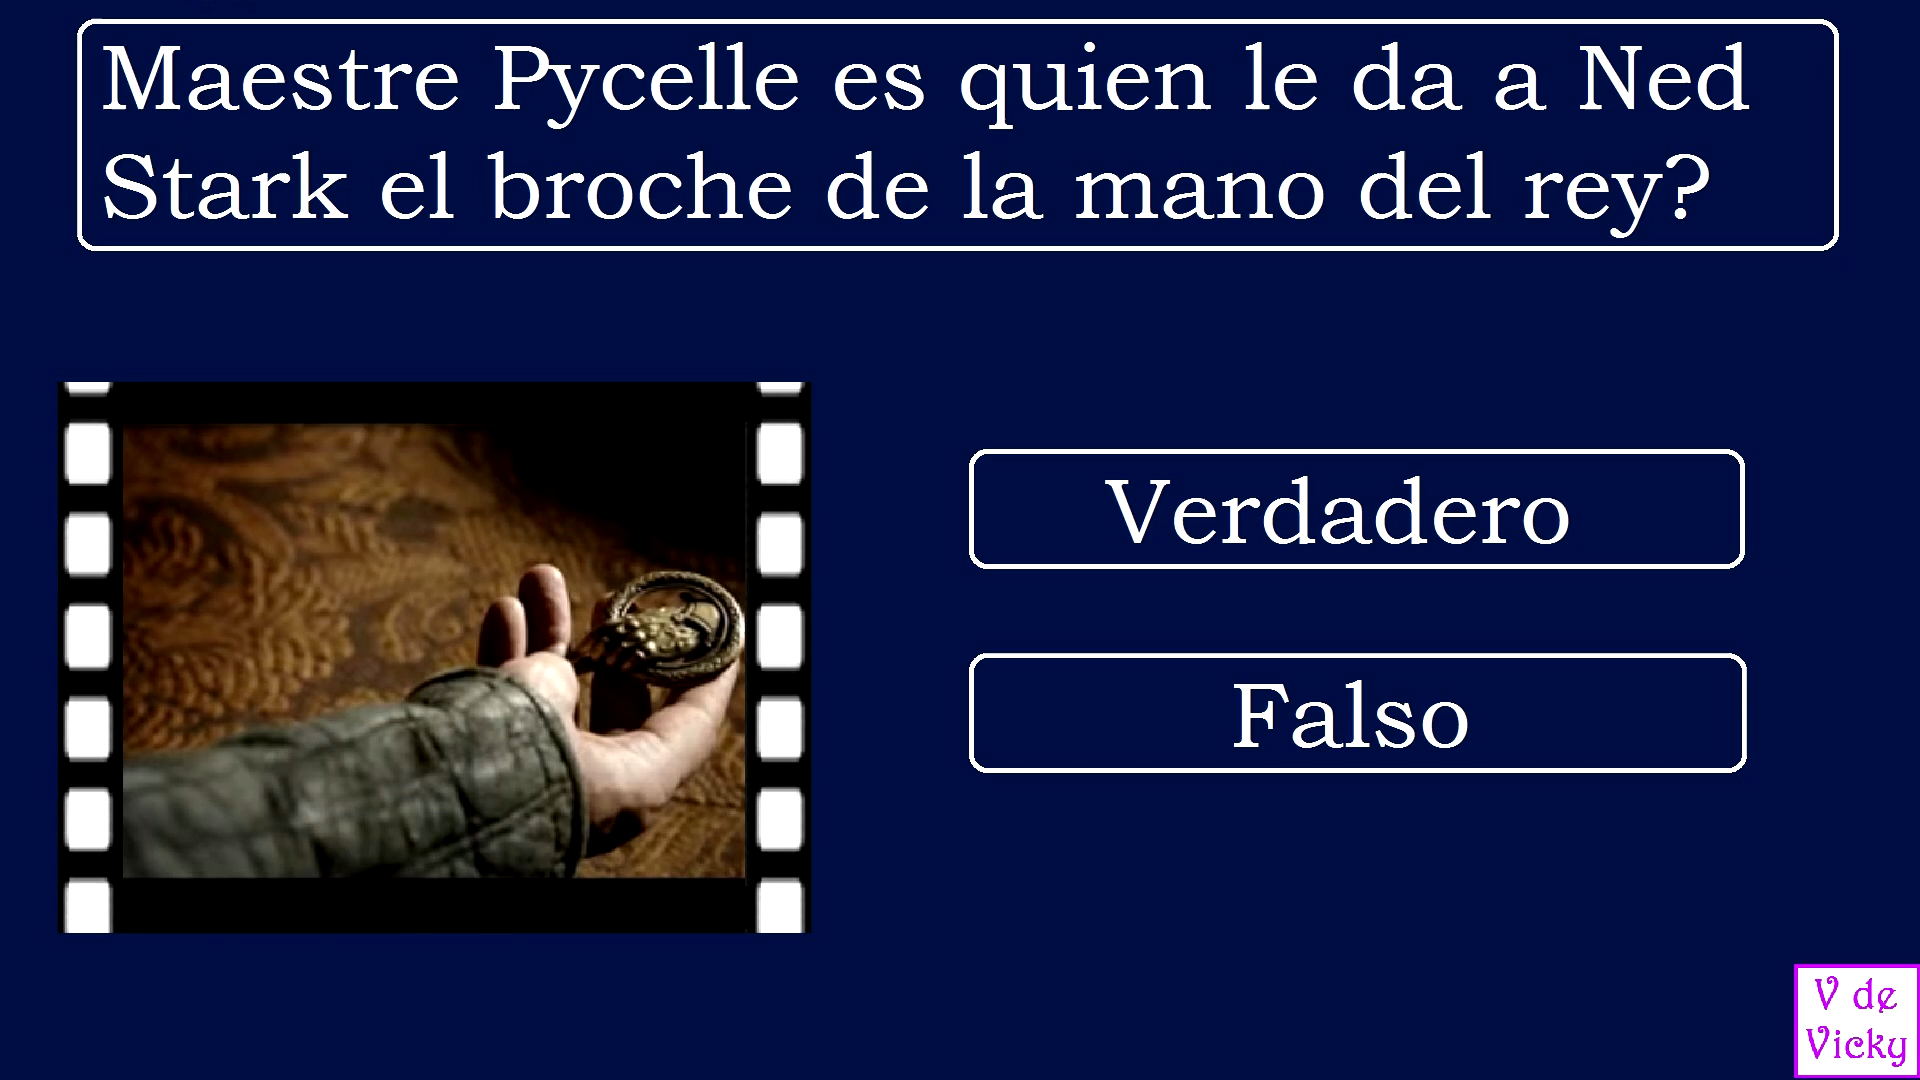 Maestre Pycelle es quien le da a Ned
Stark el broche de la mano del rey?
Verdadero
Falso
V de
Vicky